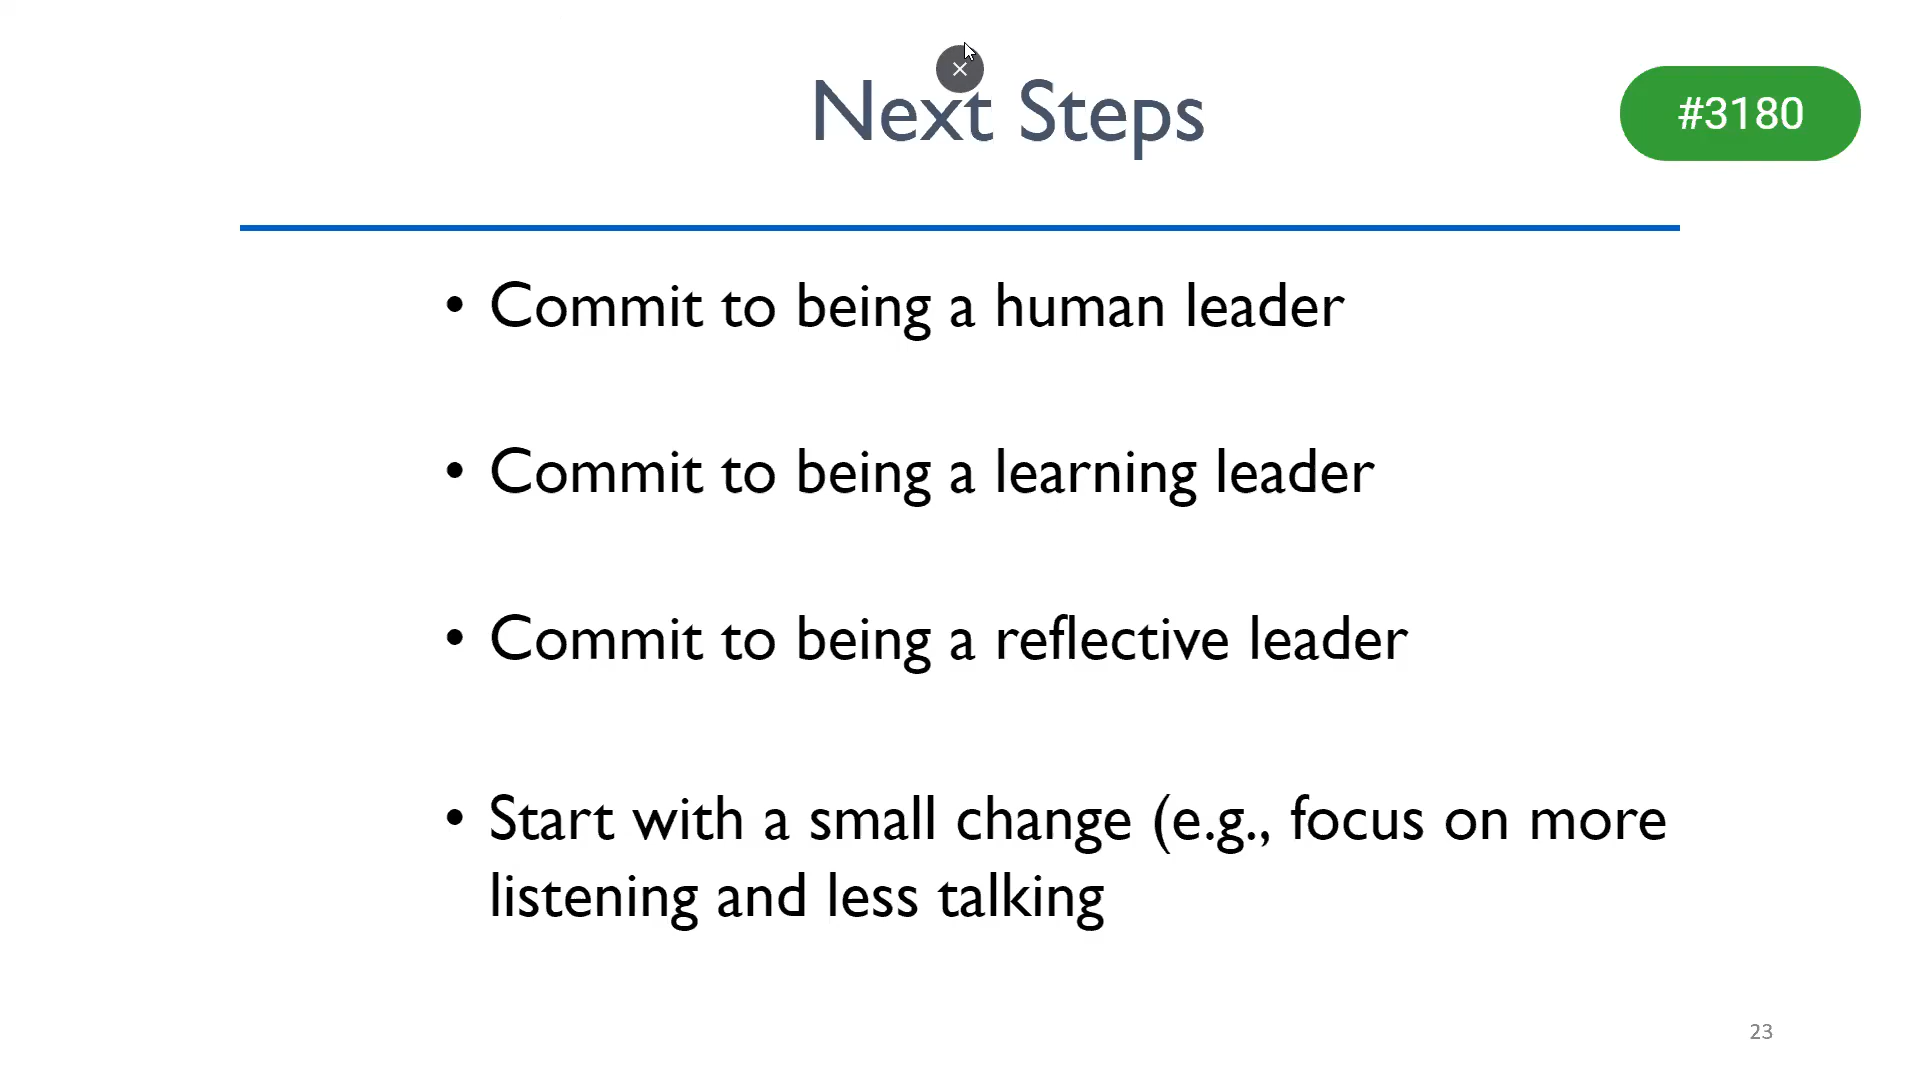 Next Steps
#3180
• Commit to being a human leader
• Commit to being a learning leader
• Commit to being a reflective leader
• Start with a small change (e.g., focus on more
listening and less talking
23